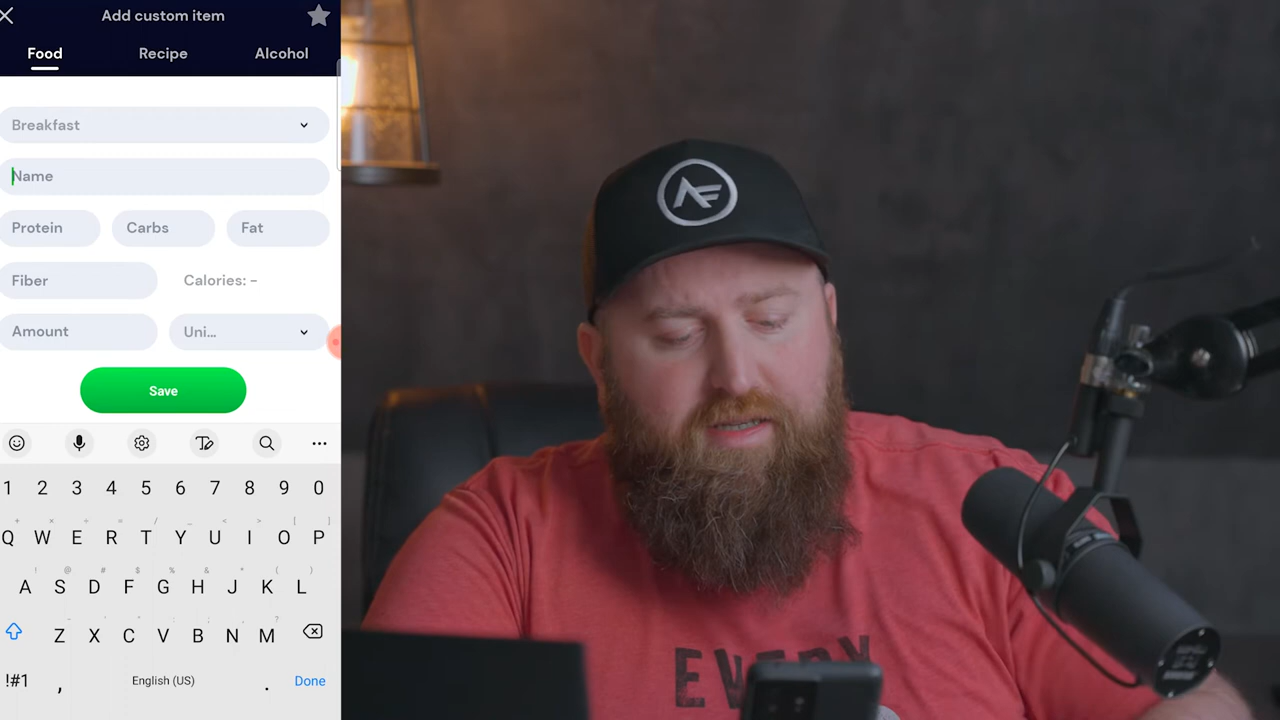 Add custom item
Food Recipe Alcohol
Breakfast
Name
Protein Carbs Fat
Fiber Calories: -
Amount Uni...
Save
1 2 3 4 5 6 7 8 9 0
+ × ÷ = / _ < > [ ]
Q W E R T Y U I O P
! @ # $ % & * ( )
A S D F G H J K L
Z X C V B N M
!#1 , English (US) . Done
AF
EVERY